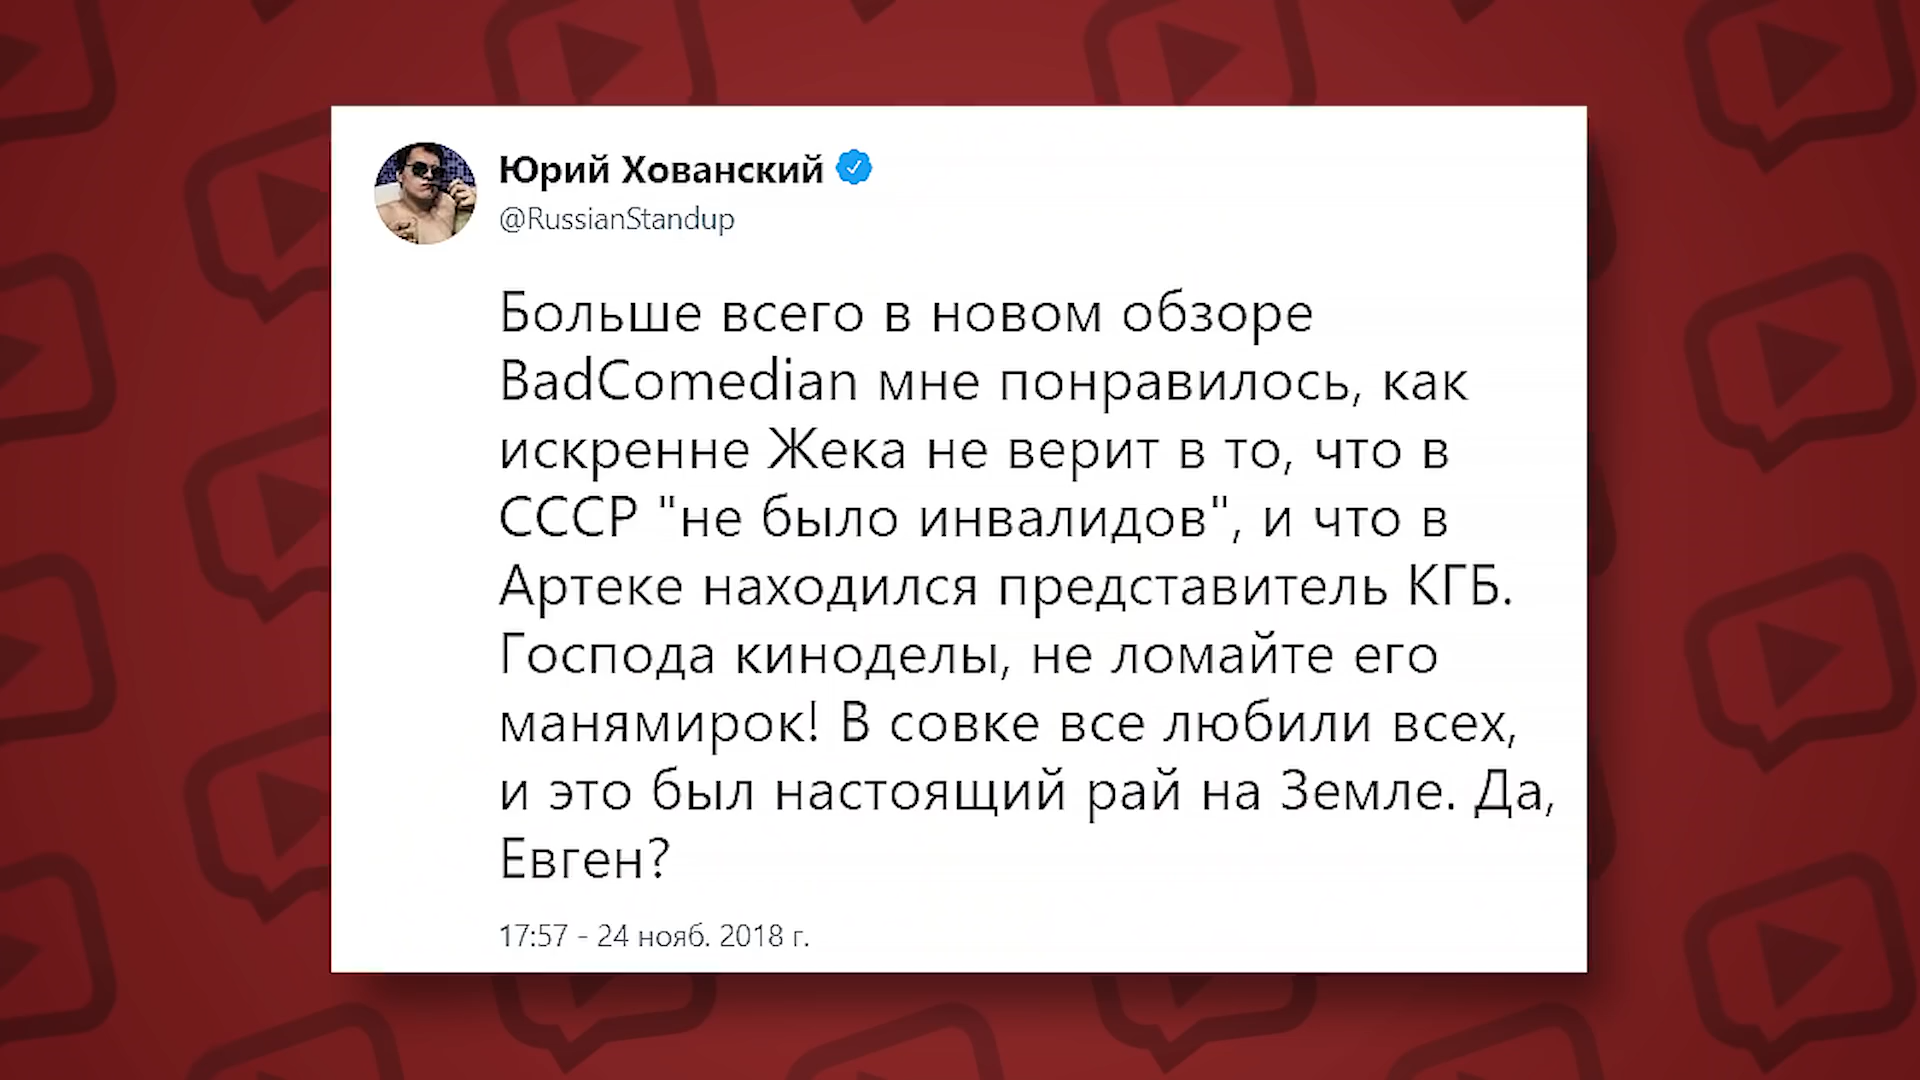 Юрий Хованский
@RussianStandup
Больше всего в новом обзоре
BadComedian мне понравилось, как
искренне Жека не верит в то, что в
СССР "не было инвалидов", и что в
Артеке находился представитель КГБ.
Господа киноделы, не ломайте его
манямирок! В совке все любили всех,
и это был настоящий рай на Земле. Да,
Евген?
17:57 - 24 нояб. 2018 г.